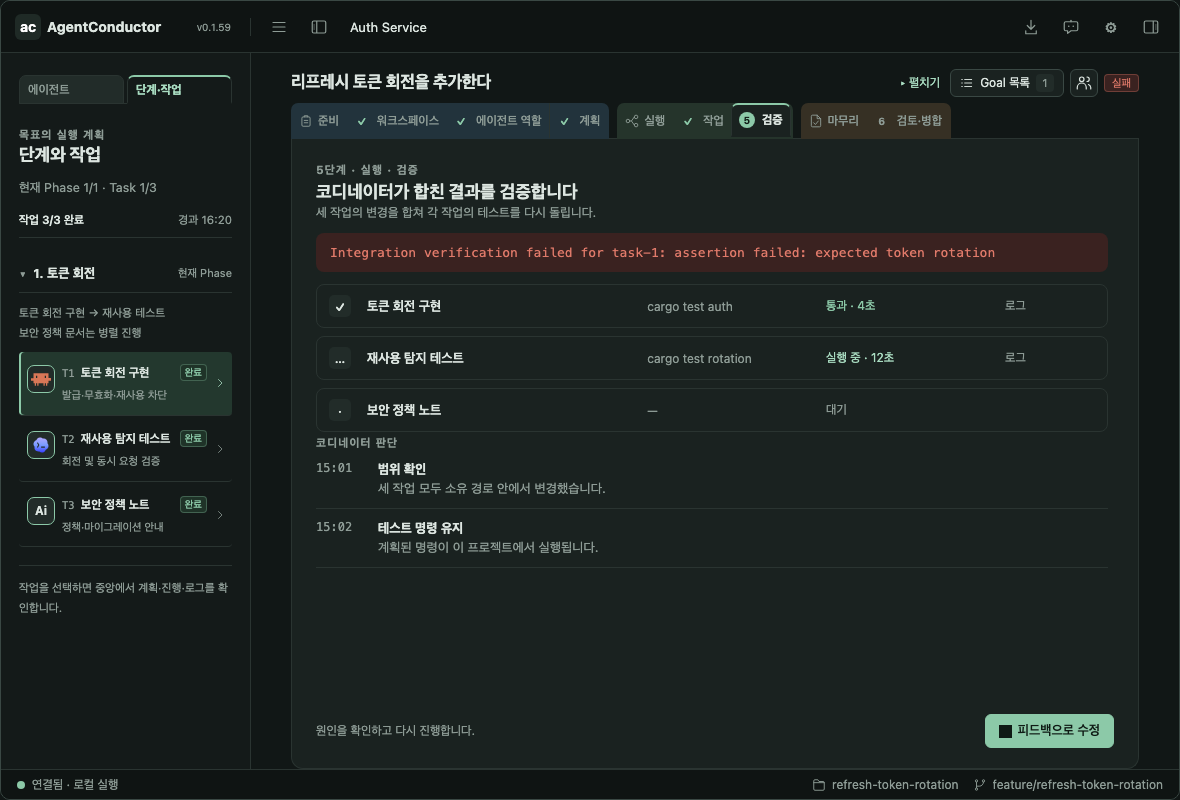 ac AgentConductor v0.1.59 Auth Service
에이전트 단계·작업
목표의 실행 계획
단계와 작업
현재 Phase 1/1 · Task 1/3
작업 3/3 완료 경과 16:20
1. 토큰 회전 현재 Phase
토큰 회전 구현 → 재사용 테스트
보안 정책 문서는 병렬 진행
T1 토큰 회전 구현 완료
발급·무효화·재사용 차단
T2 재사용 탐지 테스트 완료
회전 및 동시 요청 검증
Ai T3 보안 정책 노트 완료
정책·마이그레이션 안내
작업을 선택하면 중앙에서 계획·진행·로그를 확
인합니다.
리프레시 토큰 회전을 추가한다 펼치기 Goal 목록 1 실패
준비 워크스페이스 에이전트 역할 계획 실행 작업 5 검증 마무리 6 검토·병합
5단계 · 실행 · 검증
코디네이터가 합친 결과를 검증합니다
세 작업의 변경을 합쳐 각 작업의 테스트를 다시 돌립니다.
Integration verification failed for task-1: assertion failed: expected token rotation
✓ 토큰 회전 구현 cargo test auth 통과 · 4초 로그
… 재사용 탐지 테스트 cargo test rotation 실행 중 · 12초 로그
· 보안 정책 노트 — 대기
코디네이터 판단
15:01 범위 확인
세 작업 모두 소유 경로 안에서 변경했습니다.
15:02 테스트 명령 유지
계획된 명령이 이 프로젝트에서 실행됩니다.
원인을 확인하고 다시 진행합니다. 피드백으로 수정
연결됨 · 로컬 실행 refresh-token-rotation feature/refresh-token-rotation